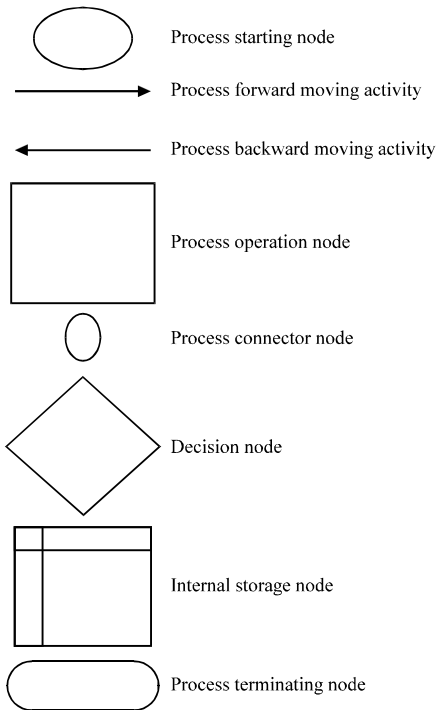 Process starting node
Process forward moving activity
Process backward moving activity
Process operation node
Process connector node
Decision node
Internal storage node
Process terminating node